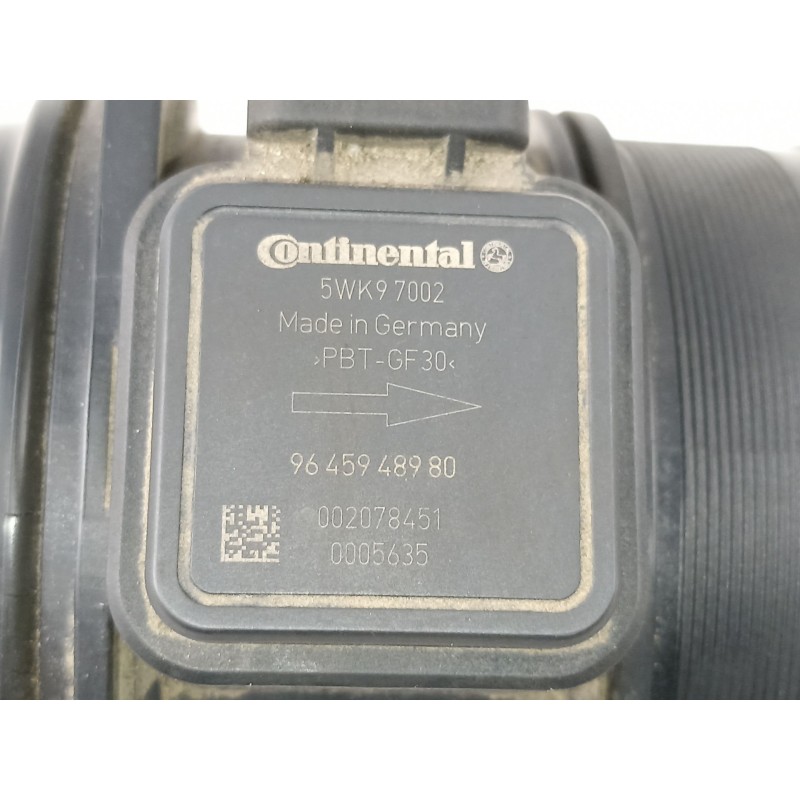 Continental
5WK9 7002
Made in Germany
>PBT-GF30<
96 459 489 80
002078451
0005635